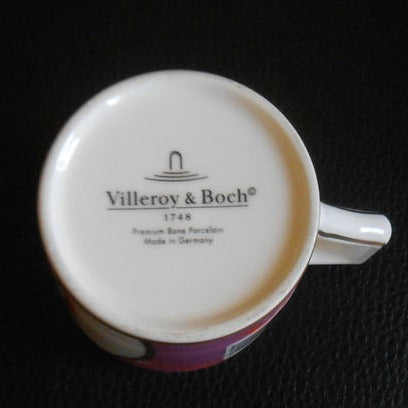 Villeroy & Boch©
1748
Premium Bone Porcelain
Made in Germany